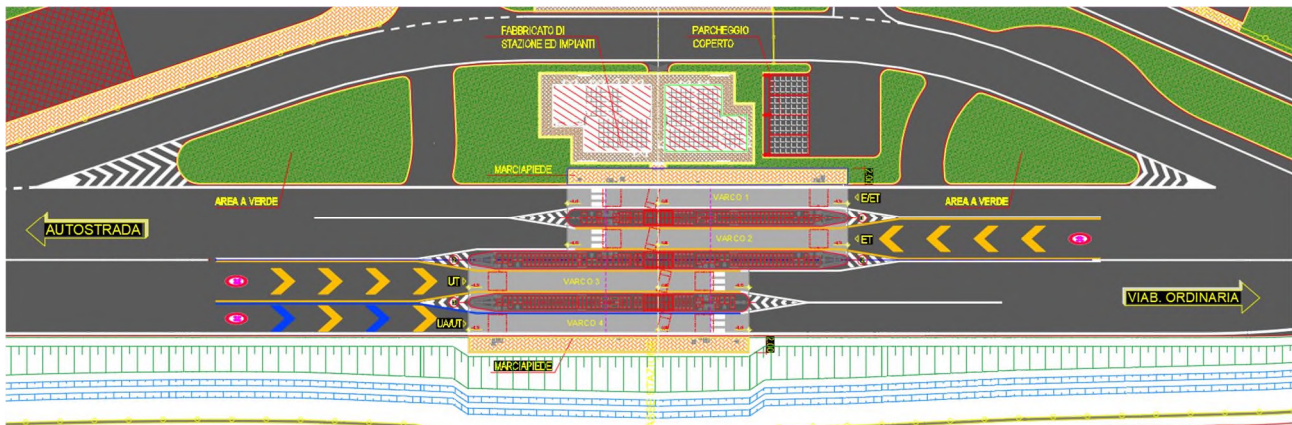 FABBRICATO DI
STAZIONE ED IMPIANTI
PARCHEGGIO
COPERTO
MARCIAPIEDE
AREA A VERDE
AREA A VERDE
VARCO 1
E/ET
AUTOSTRADA
VARCO 2
ET
UT
VARCO 3
VIAB. ORDINARIA
UA/UT
VARCO 4
MARCIAPIEDE